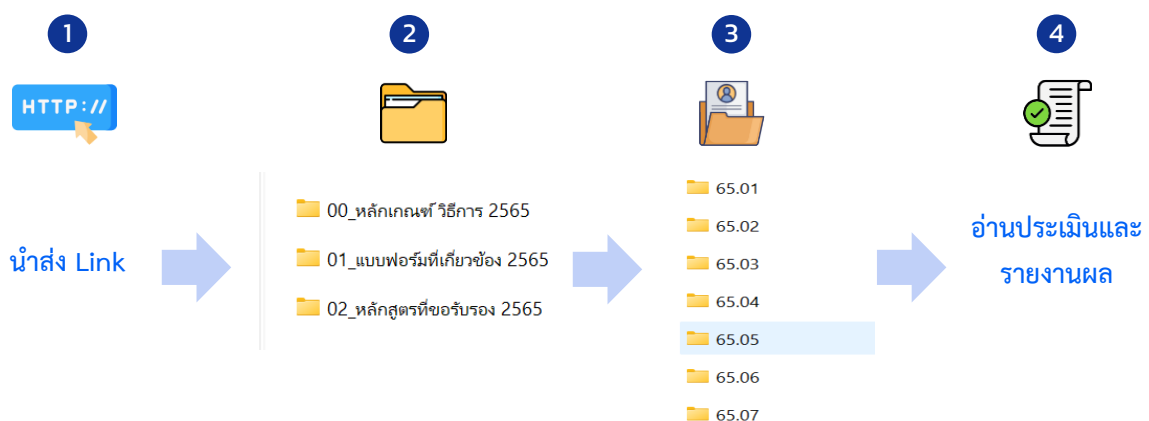 1
2
3
4
HTTP://
นำส่ง Link
00_หลักเกณฑ์ วิธีการ 2565
01_แบบฟอร์มที่เกี่ยวข้อง 2565
02_หลักสูตรที่ขอรับรอง 2565
65.01
65.02
65.03
65.04
65.05
65.06
65.07
อ่านประเมินและ
รายงานผล